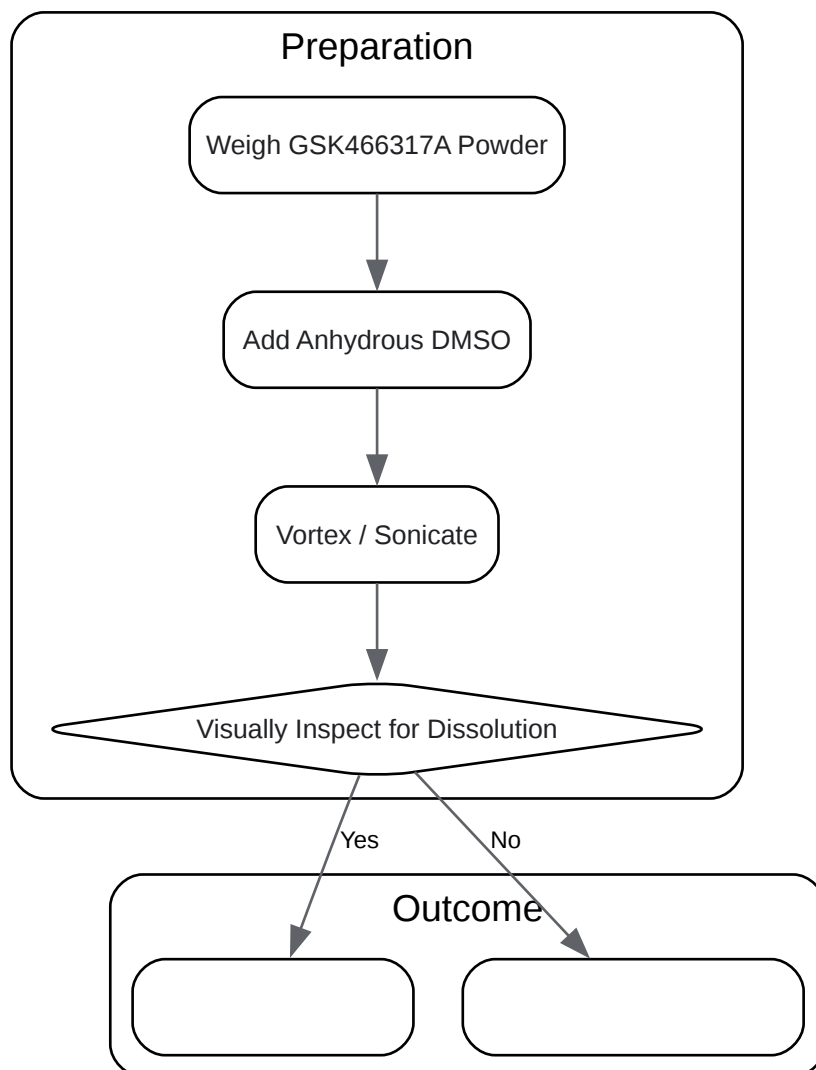 Preparation
Weigh GSK466317A Powder
Add Anhydrous DMSO
Vortex / Sonicate
Visually Inspect for Dissolution
Yes
No
Outcome